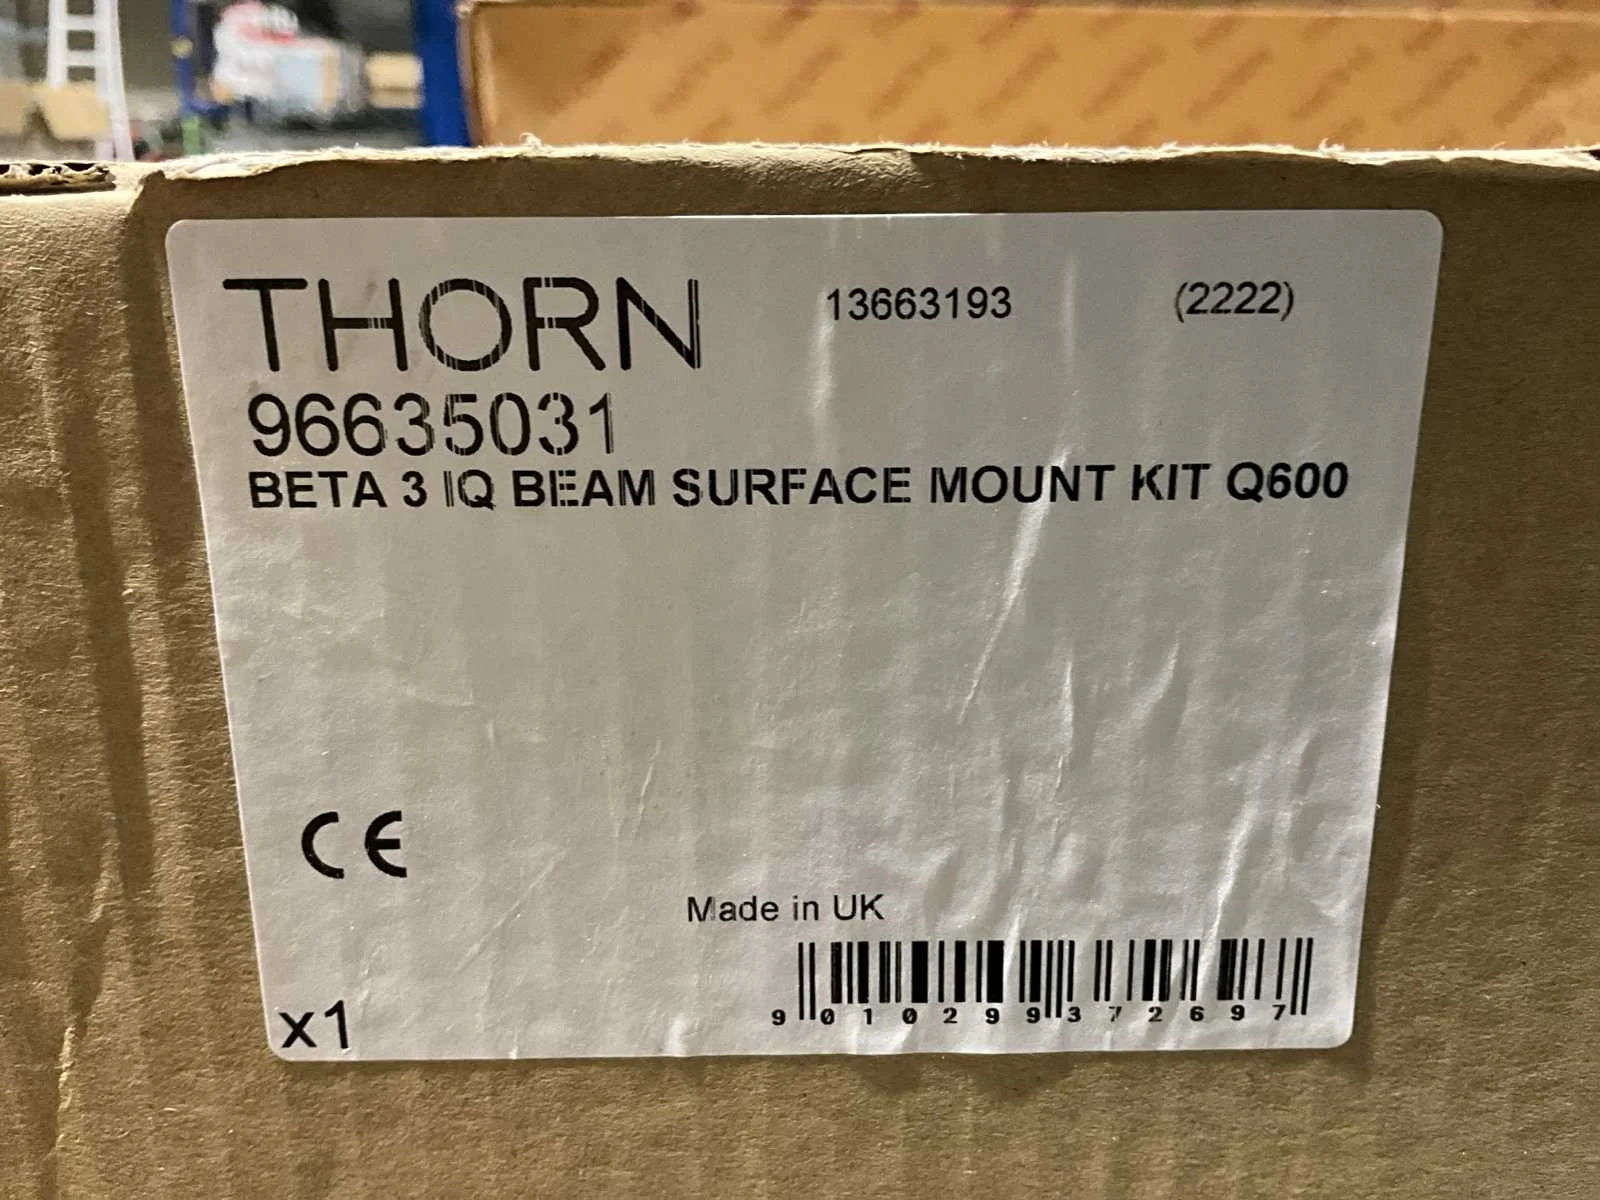 THORN 13663193 (2222)
96635031
BETA 3 IQ BEAM SURFACE MOUNT KIT Q600
CE
Made in UK
x1
9 010299 372697